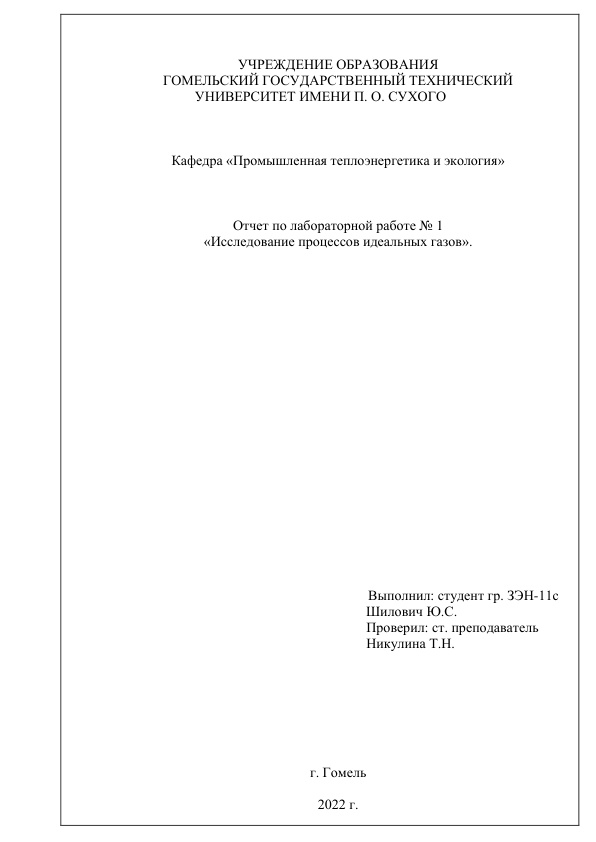 УЧРЕЖДЕНИЕ ОБРАЗОВАНИЯ
ГОМЕЛЬСКИЙ ГОСУДАРСТВЕННЫЙ ТЕХНИЧЕСКИЙ
УНИВЕРСИТЕТ ИМЕНИ П. О. СУХОГО
Кафедра «Промышленная теплоэнергетика и экология»
Отчет по лабораторной работе № 1
«Исследование процессов идеальных газов».
Выполнил: студент гр. ЗЭН-11с
Шилович Ю.С.
Проверил: ст. преподаватель
Никулина Т.Н.
г. Гомель
2022 г.